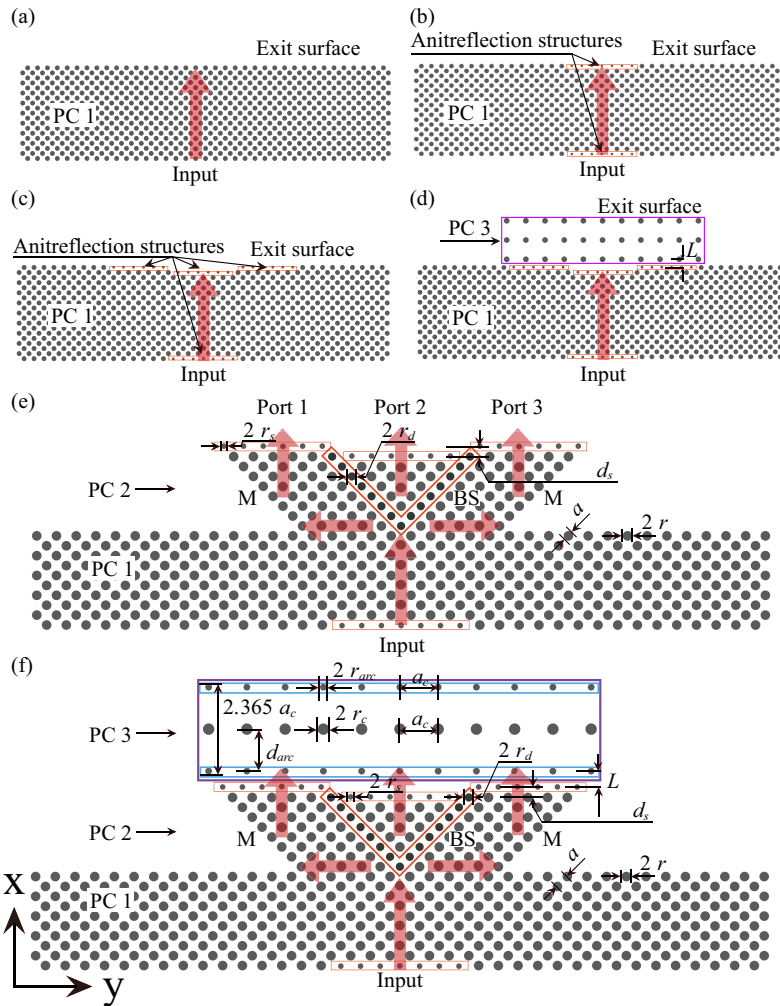 (a)
Exit surface
PC 1
Input
(b)
Anitreflection structures
Exit surface
PC 1
Input
(c)
Anitreflection structures
Exit surface
PC 1
Input
(d)
Exit surface
PC 3
L
PC 1
Input
(e)
Port 1 Port 2 Port 3
2 r_s 2 r_d
d_s
PC 2
M BS M
a 2 r
PC 1
Input
(f)
2 r_arc a_c
2.365 a_c
2 r_c a_c
PC 3
d_arc
2 r_d
2 r_s L
d_s
PC 2
M BS M
a 2 r
PC 1
Input
x
y